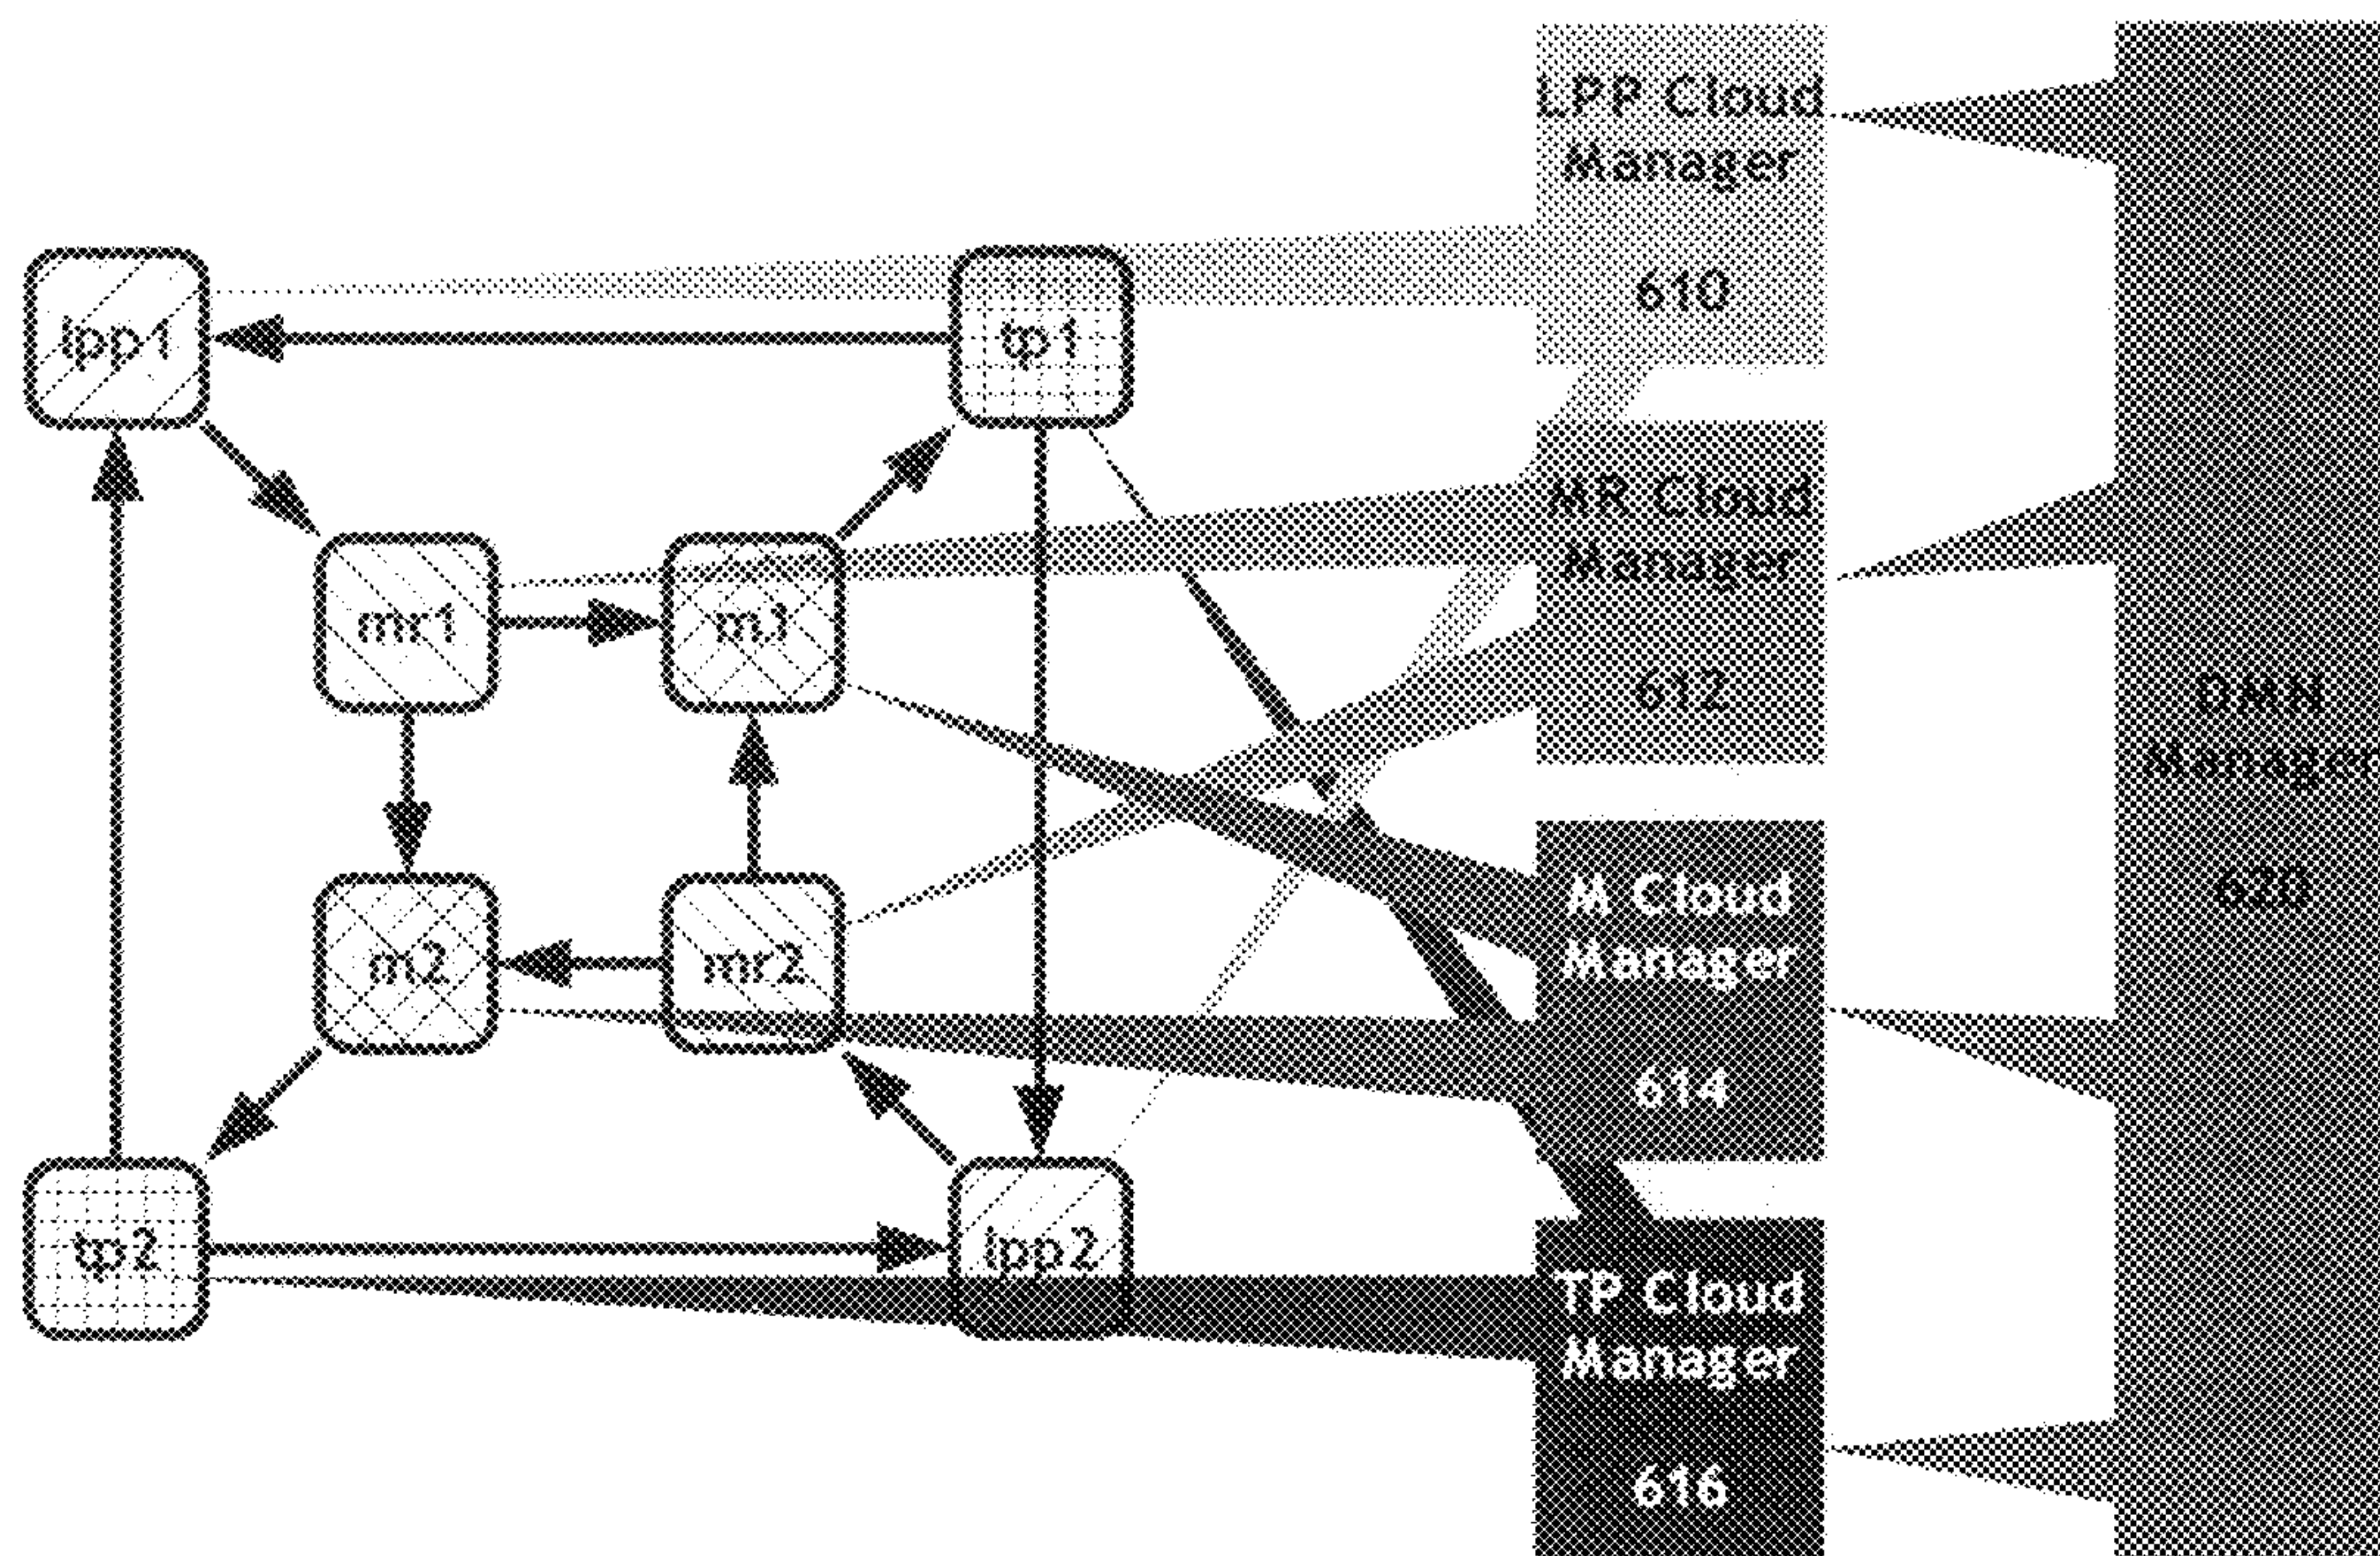 LPP Cloud
Manager
610
lpp1
tp1
MR Cloud
Manager
612
mr1
m1
DMN
Manager
620
M Cloud
Manager
614
m2
mr2
tp2
lpp2
TP Cloud
Manager
616